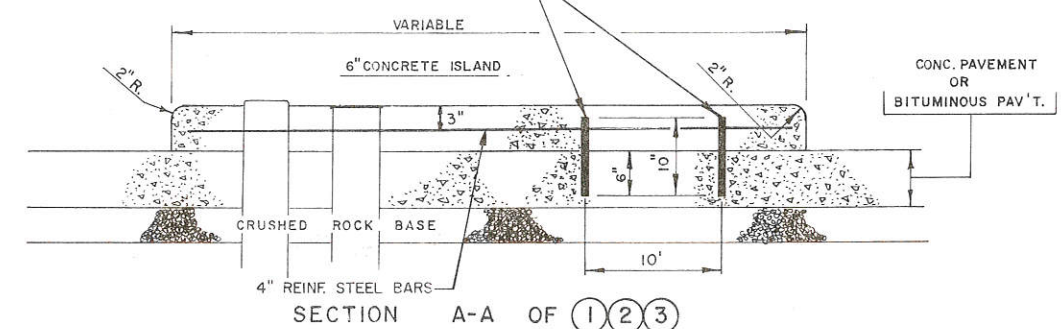 VARIABLE
6" CONCRETE ISLAND
2" R.
2" R.
CONC. PAVEMENT
OR
BITUMINOUS PAV'T.
3"
6"
10"
CRUSHED ROCK BASE
10'
4" REINF. STEEL BARS
SECTION A-A OF 1 2 3